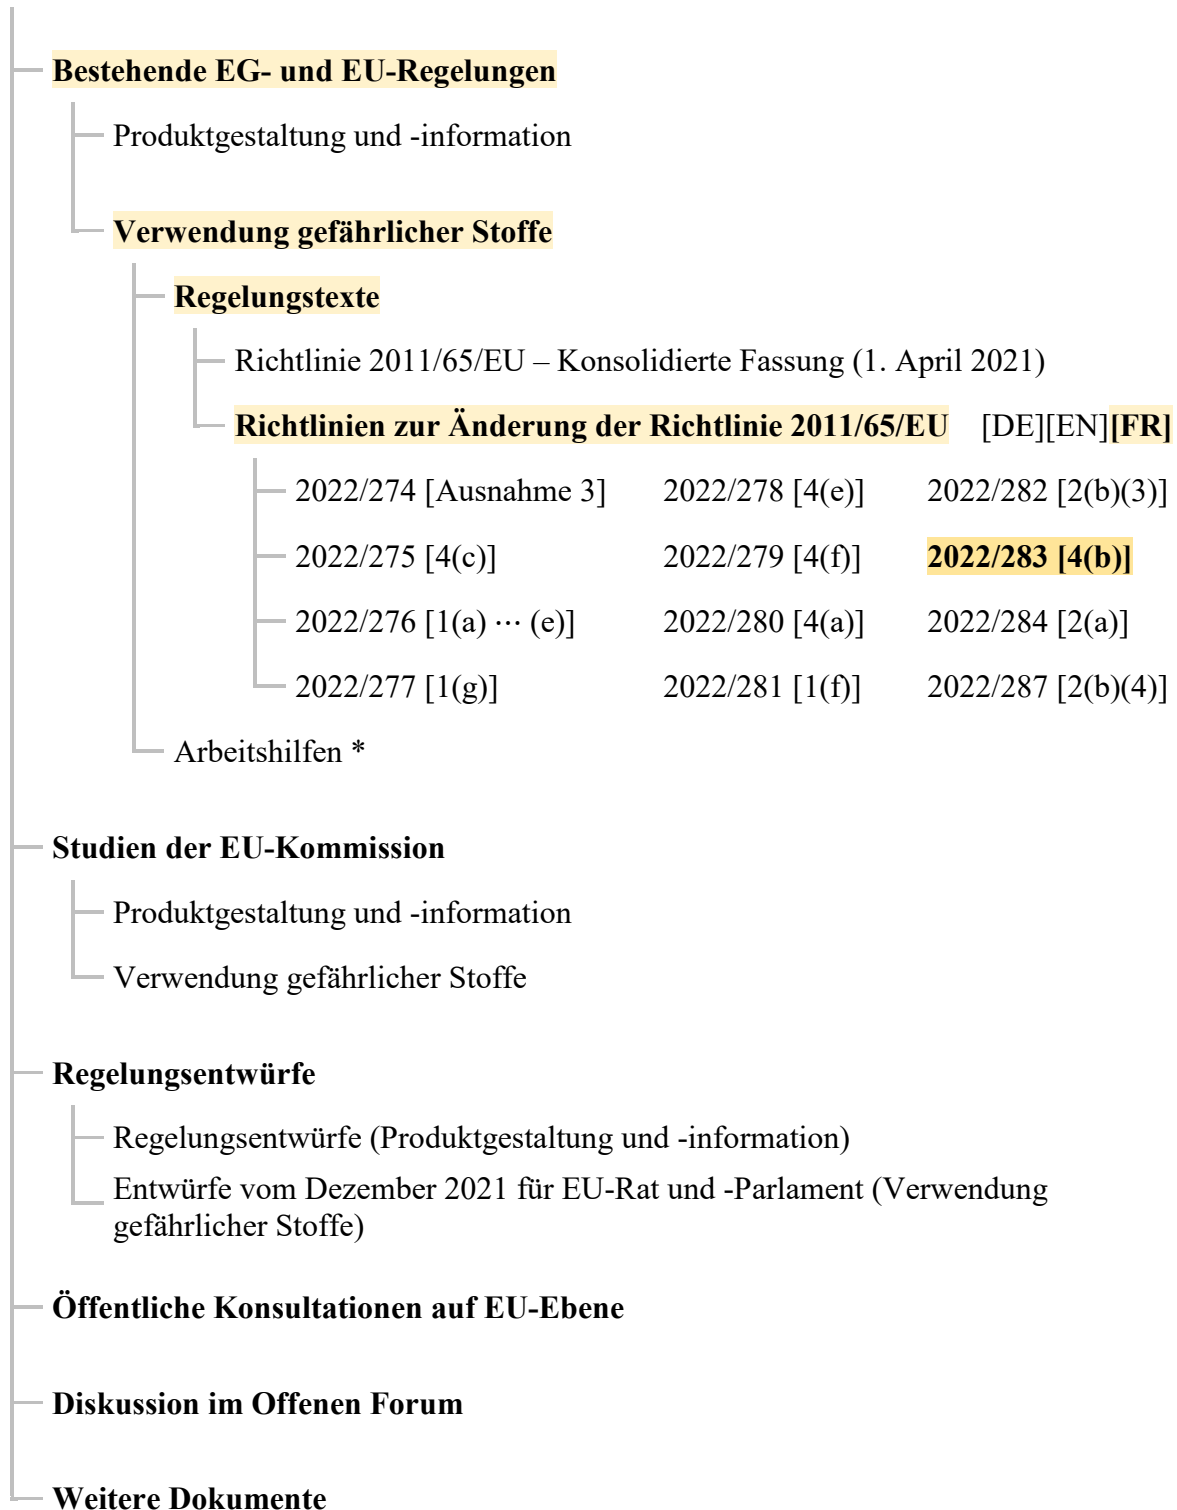 Bestehende EG- und EU-Regelungen
Produktgestaltung und -information
Verwendung gefährlicher Stoffe
Regelungstexte
Richtlinie 2011/65/EU – Konsolidierte Fassung (1. April 2021)
Richtlinien zur Änderung der Richtlinie 2011/65/EU [DE][EN][FR]
2022/274 [Ausnahme 3] 2022/278 [4(e)] 2022/282 [2(b)(3)]
2022/275 [4(c)] 2022/279 [4(f)] 2022/283 [4(b)]
2022/276 [1(a) ··· (e)] 2022/280 [4(a)] 2022/284 [2(a)]
2022/277 [1(g)] 2022/281 [1(f)] 2022/287 [2(b)(4)]
Arbeitshilfen *
Studien der EU-Kommission
Produktgestaltung und -information
Verwendung gefährlicher Stoffe
Regelungsentwürfe
Regelungsentwürfe (Produktgestaltung und -information)
Entwürfe vom Dezember 2021 für EU-Rat und -Parlament (Verwendung
gefährlicher Stoffe)
Öffentliche Konsultationen auf EU-Ebene
Diskussion im Offenen Forum
Weitere Dokumente